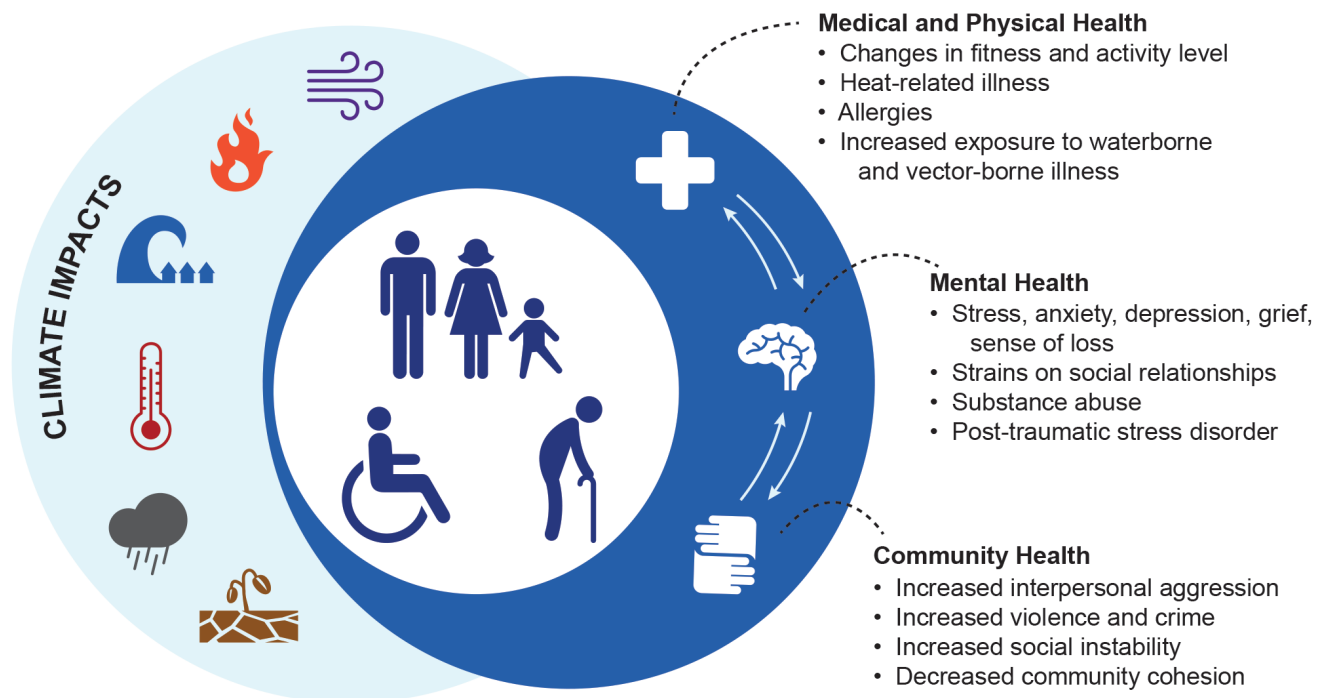 CLIMATE IMPACTS
Medical and Physical Health
• Changes in fitness and activity level
• Heat-related illness
• Allergies
• Increased exposure to waterborne
and vector-borne illness
Mental Health
• Stress, anxiety, depression, grief,
sense of loss
• Strains on social relationships
• Substance abuse
• Post-traumatic stress disorder
Community Health
• Increased interpersonal aggression
• Increased violence and crime
• Increased social instability
• Decreased community cohesion